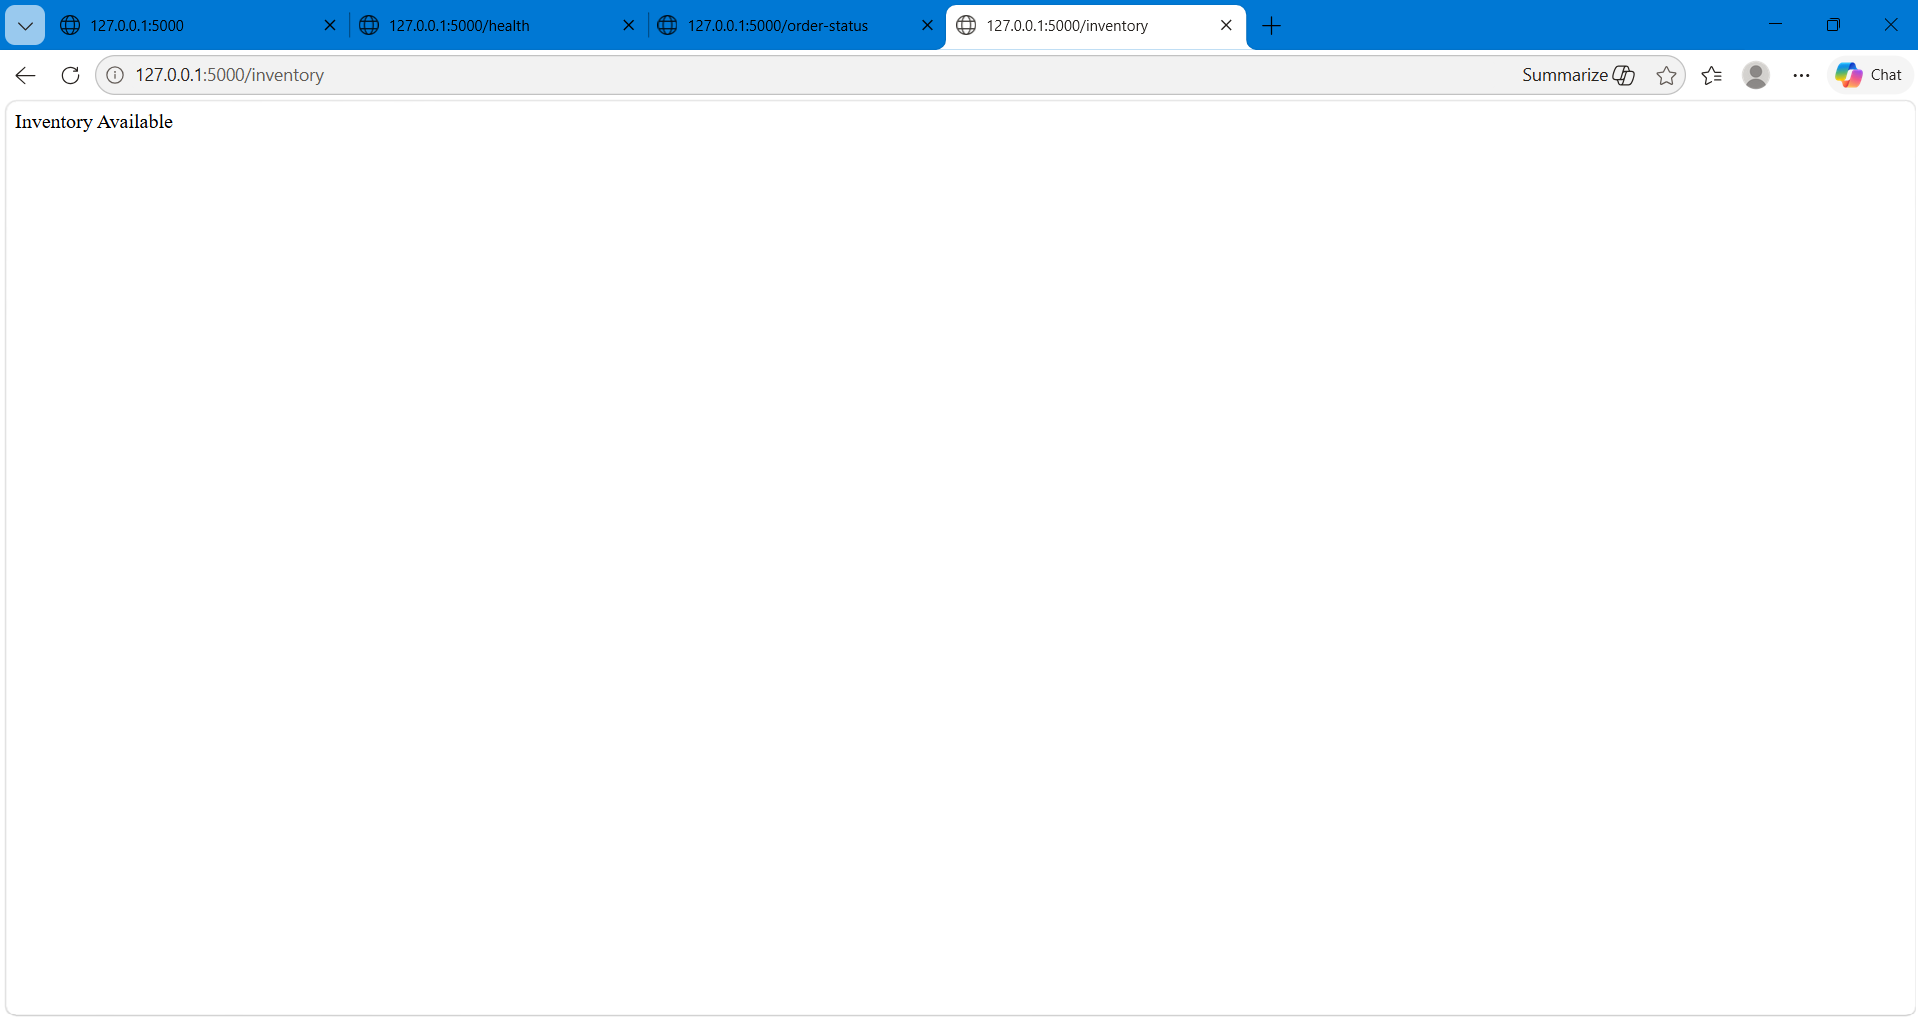 127.0.0.1:5000
127.0.0.1:5000/health
127.0.0.1:5000/order-status
127.0.0.1:5000/inventory
127.0.0.1:5000/inventory
Summarize
Chat
Inventory Available